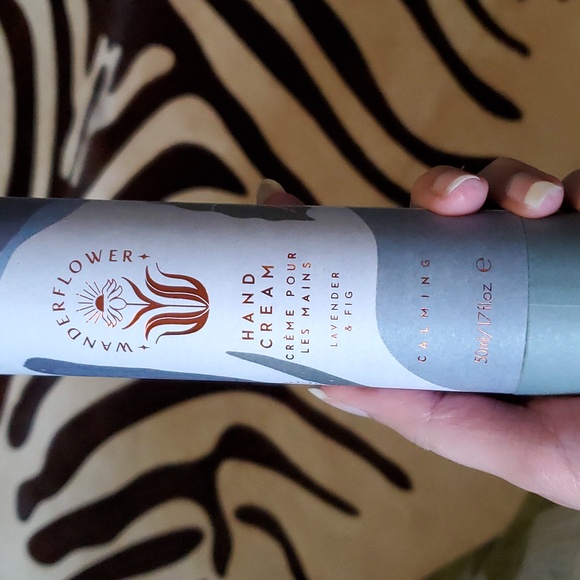 WANDERFLOWER
HAND
CREAM
CRÈME POUR
LES MAINS
LAVENDER
& FIG
CALMING
50ml/1.7fl oz ℮